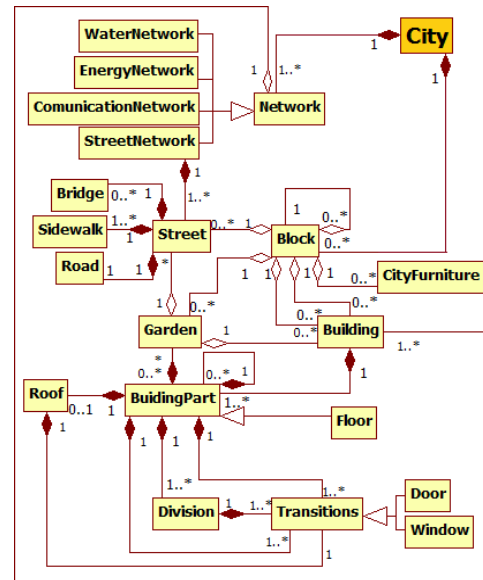 WaterNetwork
City
1
1
EnergyNetwork
1
1..*
ComunicationNetwork
Network
StreetNetwork
1
1..*
Bridge
0..*
1
1
0..*
Sidewalk
1..*
1
Street
0..*
1
Block
0..*
Road
1
1
1
1
1
1
CityFurniture
0..*
1
0..*
0..*
Garden
1
0..*
Building
*
0..*
0..*
1
1
1..*
Roof
0..1
1
BuidingPart
1..*
1
1
1
1
Floor
1..*
1..*
Division
1
1..*
Transitions
Door
Window
1..*
1